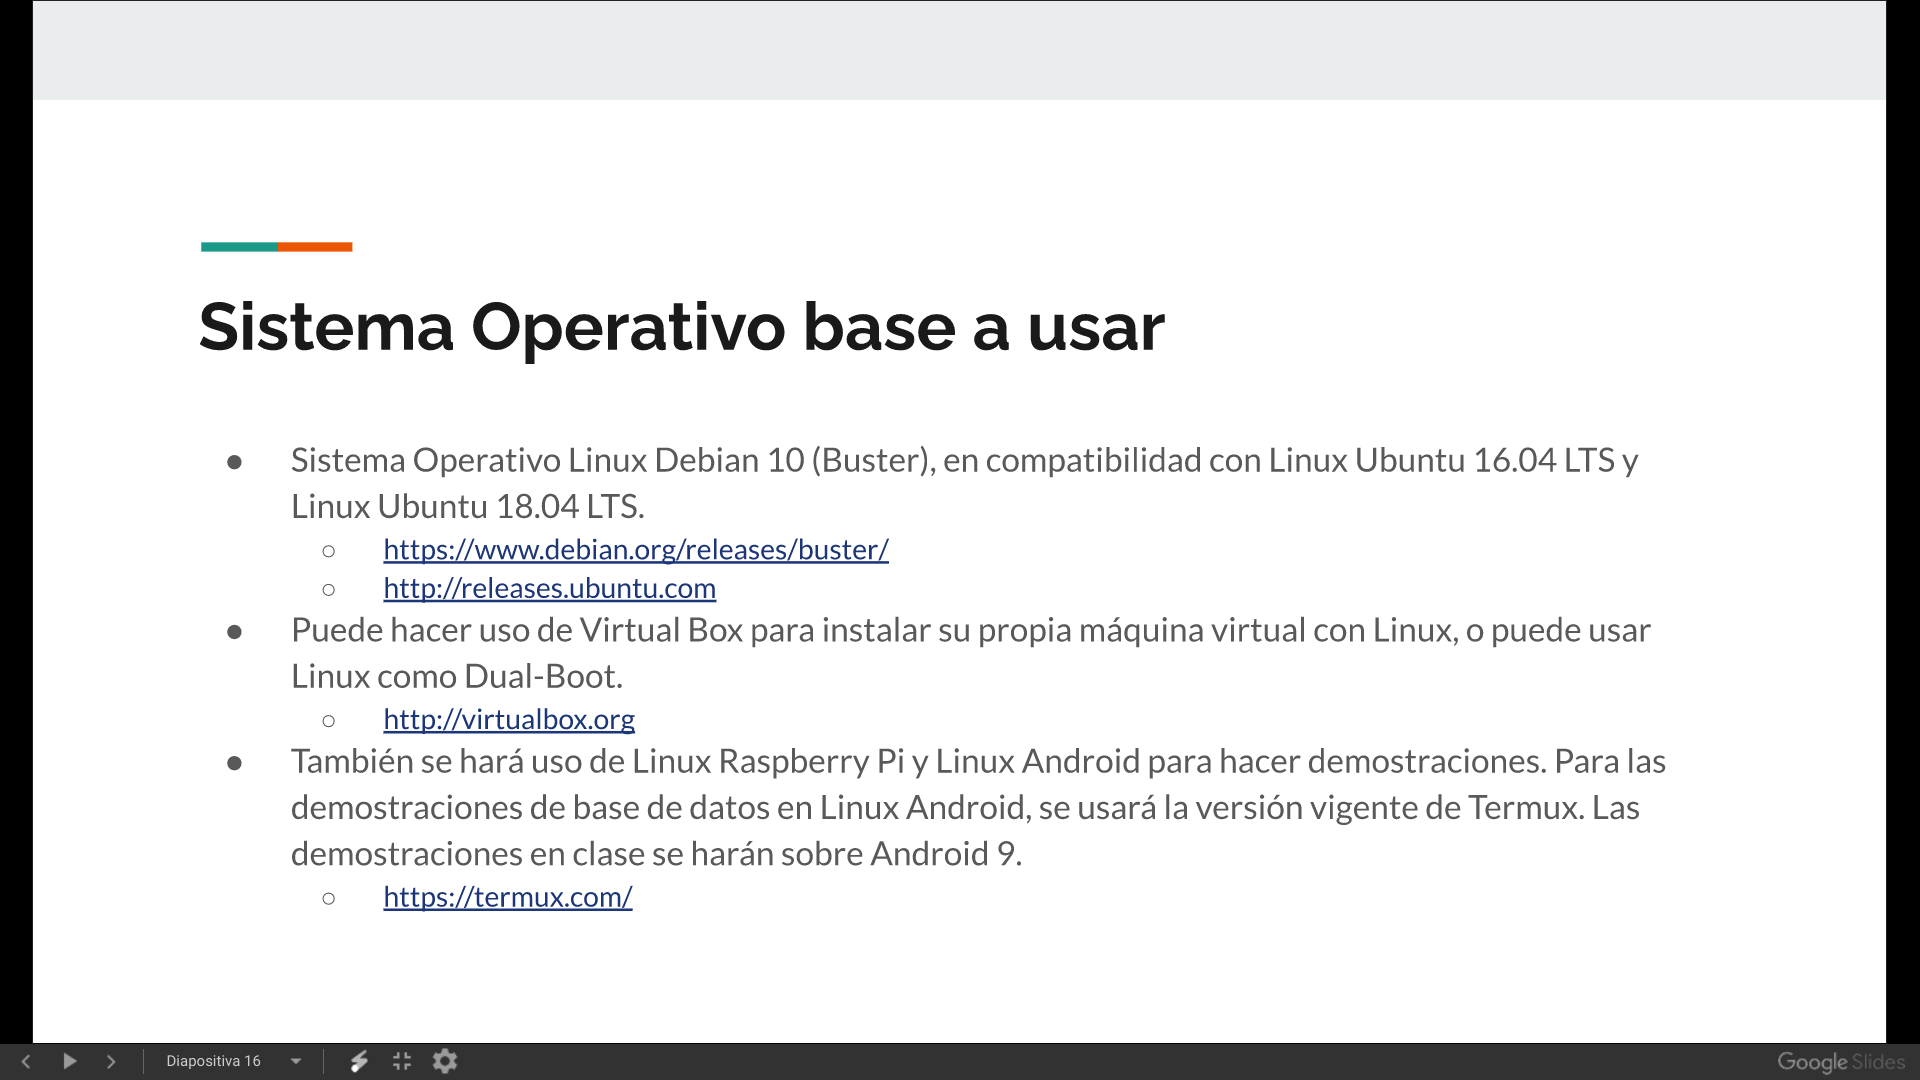 Sistema Operativo base a usar
● Sistema Operativo Linux Debian 10 (Buster), en compatibilidad con Linux Ubuntu 16.04 LTS y
Linux Ubuntu 18.04 LTS.
○ https://www.debian.org/releases/buster/
○ http://releases.ubuntu.com
● Puede hacer uso de Virtual Box para instalar su propia máquina virtual con Linux, o puede usar
Linux como Dual-Boot.
○ http://virtualbox.org
● También se hará uso de Linux Raspberry Pi y Linux Android para hacer demostraciones. Para las
demostraciones de base de datos en Linux Android, se usará la versión vigente de Termux. Las
demostraciones en clase se harán sobre Android 9.
○ https://termux.com/
Diapositiva 16
Google Slides